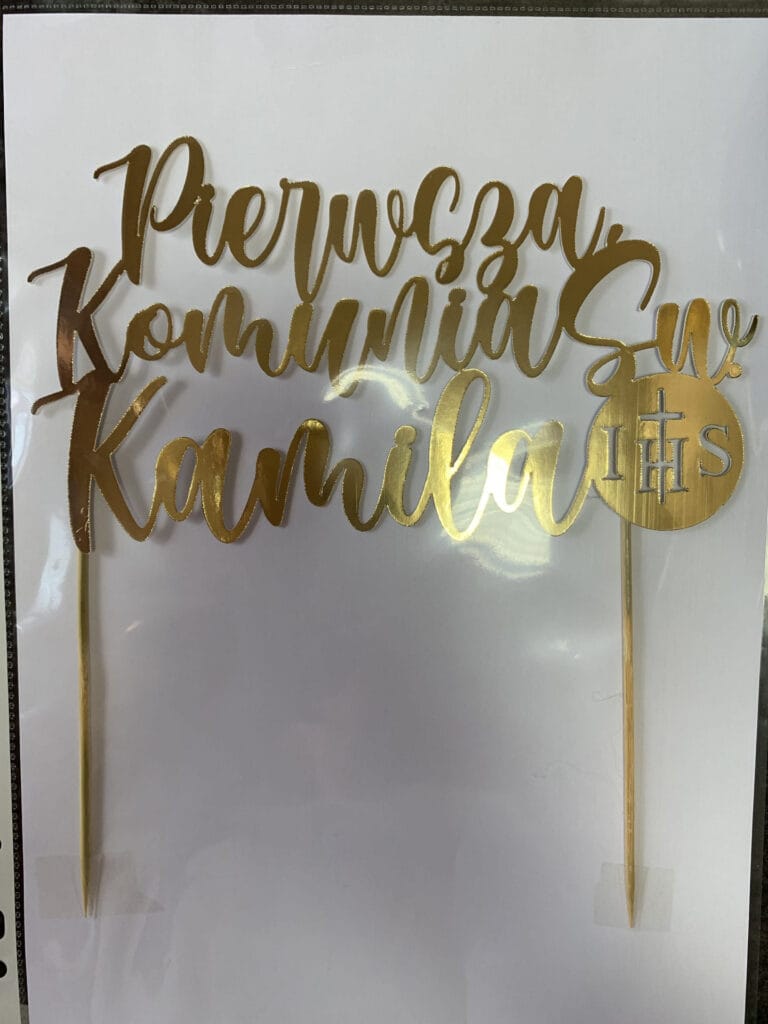 Pierwsza
Komunia Św.
Kamila
IHS